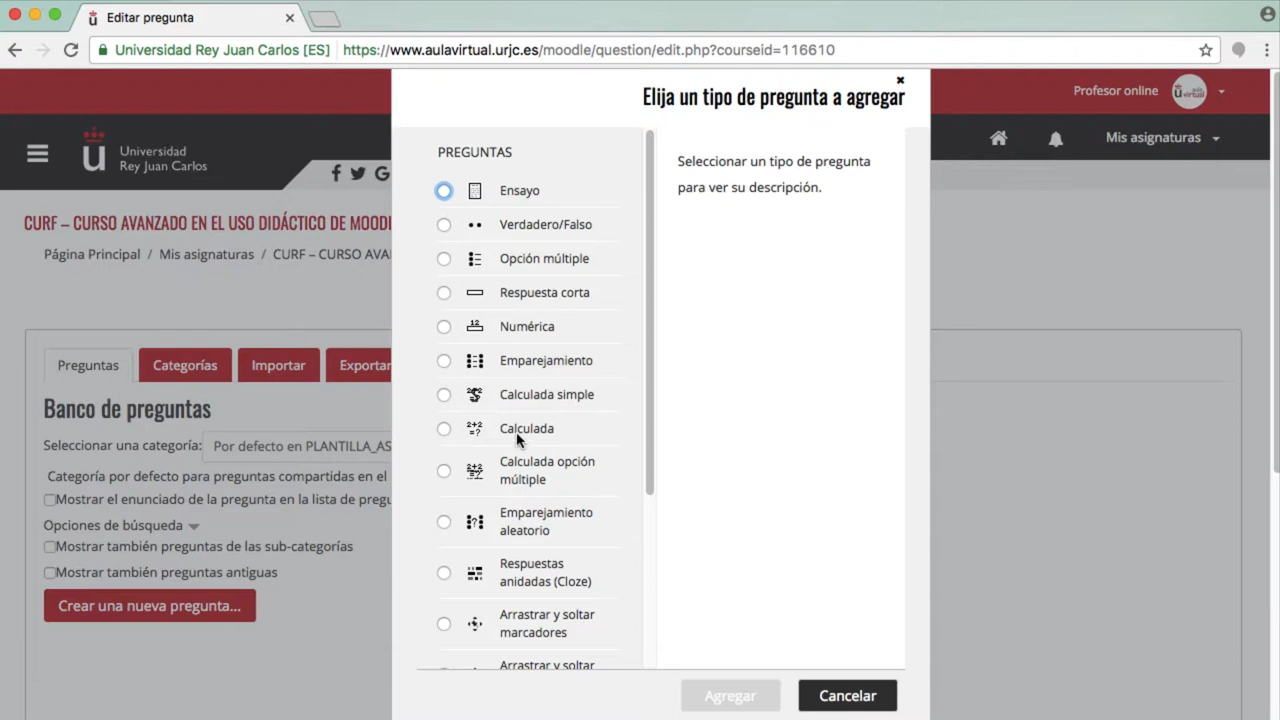 Editar pregunta
Universidad Rey Juan Carlos [ES]
https://www.aulavirtual.urjc.es/moodle/question/edit.php?courseid=116610
Elija un tipo de pregunta a agregar
Profesor online
Universidad
Rey Juan Carlos
Mis asignaturas
CURF – CURSO AVANZADO EN EL USO DIDÁCTICO DE MOODL
Página Principal / Mis asignaturas / CURF – CURSO AVA
PREGUNTAS
Ensayo
Verdadero/Falso
Opción múltiple
Respuesta corta
Numérica
Emparejamiento
Calculada simple
Calculada
Calculada opción
múltiple
Emparejamiento
aleatorio
Respuestas
anidadas (Cloze)
Arrastrar y soltar
marcadores
Arrastrar y soltar
Seleccionar un tipo de pregunta
para ver su descripción.
Preguntas
Categorías
Importar
Exportar
Banco de preguntas
Seleccionar una categoría:
Por defecto en PLANTILLA_AS
Categoría por defecto para preguntas compartidas en el
Mostrar el enunciado de la pregunta en la lista de pregu
Opciones de búsqueda
Mostrar también preguntas de las sub-categorías
Mostrar también preguntas antiguas
Crear una nueva pregunta...
Agregar
Cancelar